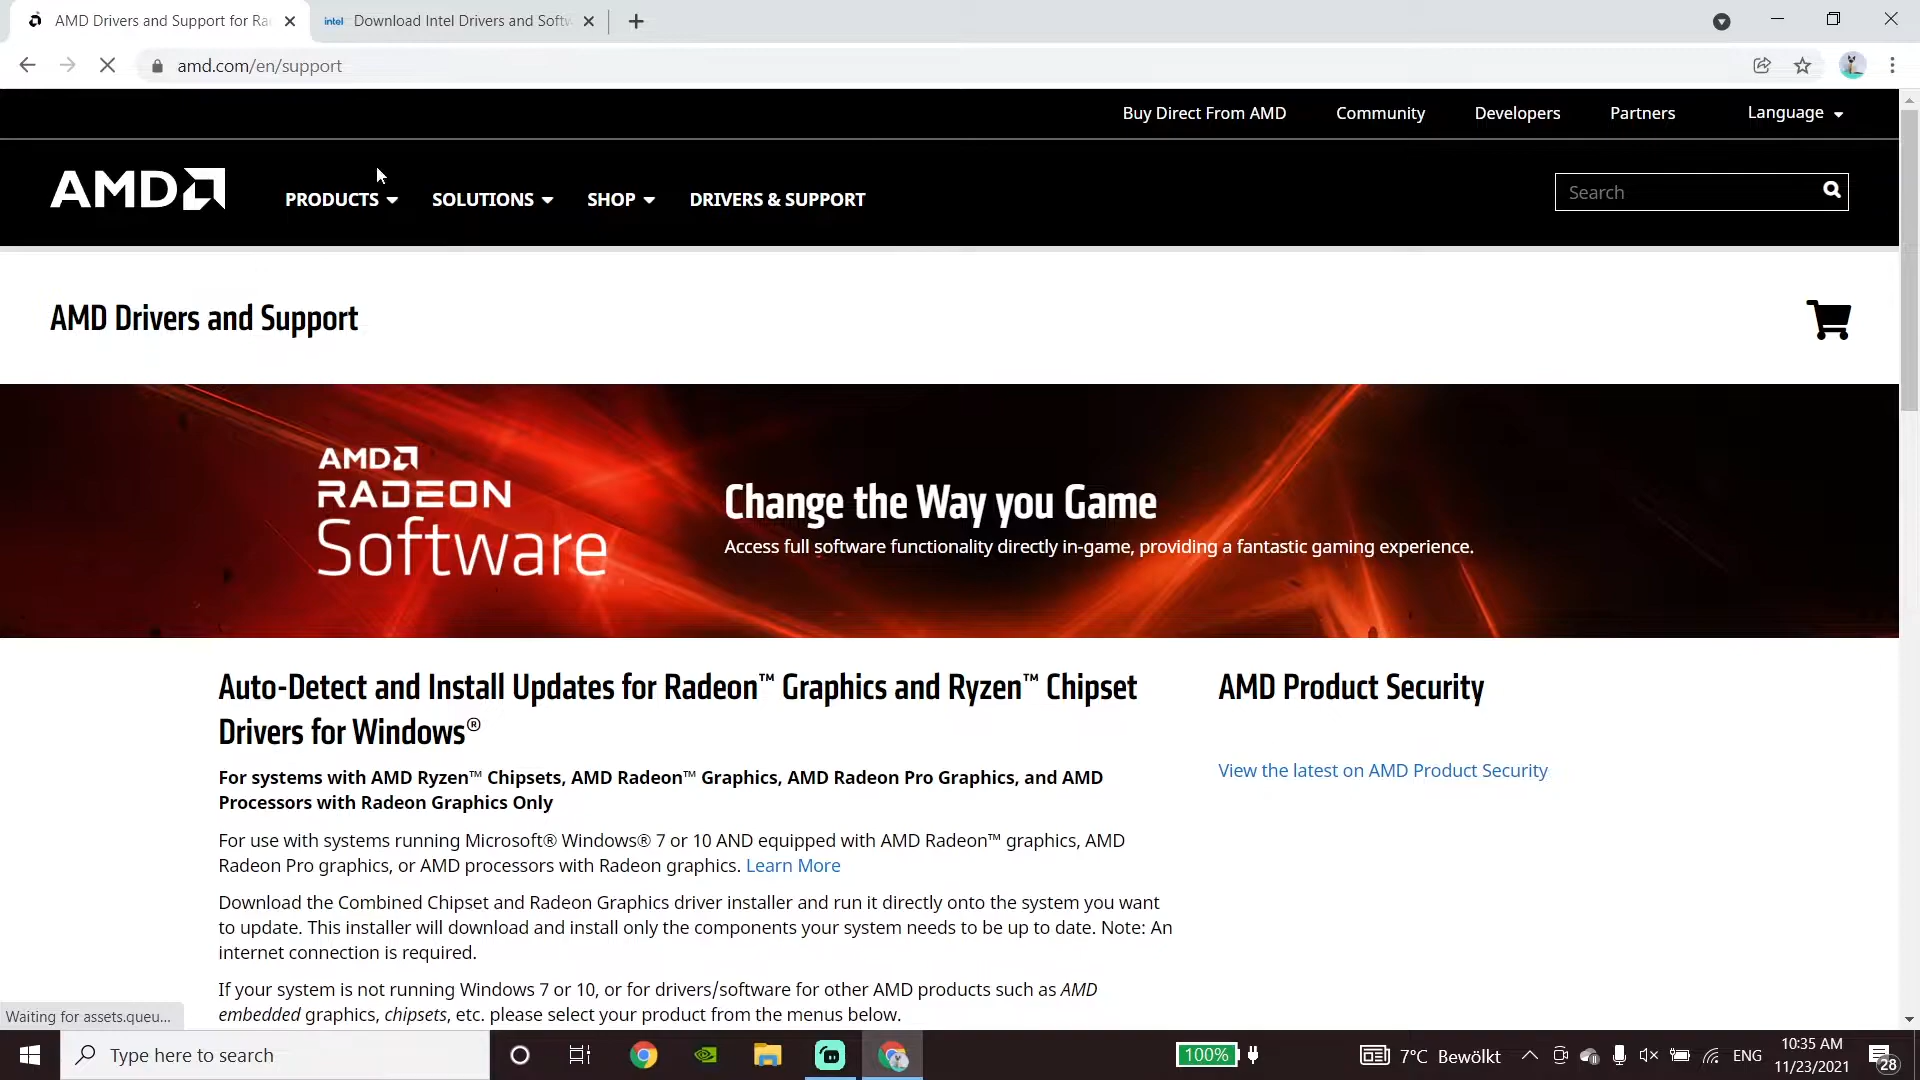 AMD Drivers and Support for Ra
intel Download Intel Drivers and Softw
amd.com/en/support
Buy Direct From AMD Community Developers Partners Language
AMD PRODUCTS SOLUTIONS SHOP DRIVERS & SUPPORT Search
AMD Drivers and Support
AMD
RADEON
Software
Change the Way you Game
Access full software functionality directly in-game, providing a fantastic gaming experience.
Auto-Detect and Install Updates for Radeon™ Graphics and Ryzen™ Chipset
Drivers for Windows®
For systems with AMD Ryzen™ Chipsets, AMD Radeon™ Graphics, AMD Radeon Pro Graphics, and AMD
Processors with Radeon Graphics Only
For use with systems running Microsoft® Windows® 7 or 10 AND equipped with AMD Radeon™ graphics, AMD
Radeon Pro graphics, or AMD processors with Radeon graphics. Learn More
Download the Combined Chipset and Radeon Graphics driver installer and run it directly onto the system you want
to update. This installer will download and install only the components your system needs to be up to date. Note: An
internet connection is required.
If your system is not running Windows 7 or 10, or for drivers/software for other AMD products such as AMD
embedded graphics, chipsets, etc. please select your product from the menus below.
AMD Product Security
View the latest on AMD Product Security
Waiting for assets.queu...
Type here to search
100%
7°C Bewölkt
ENG
10:35 AM
11/23/2021
28